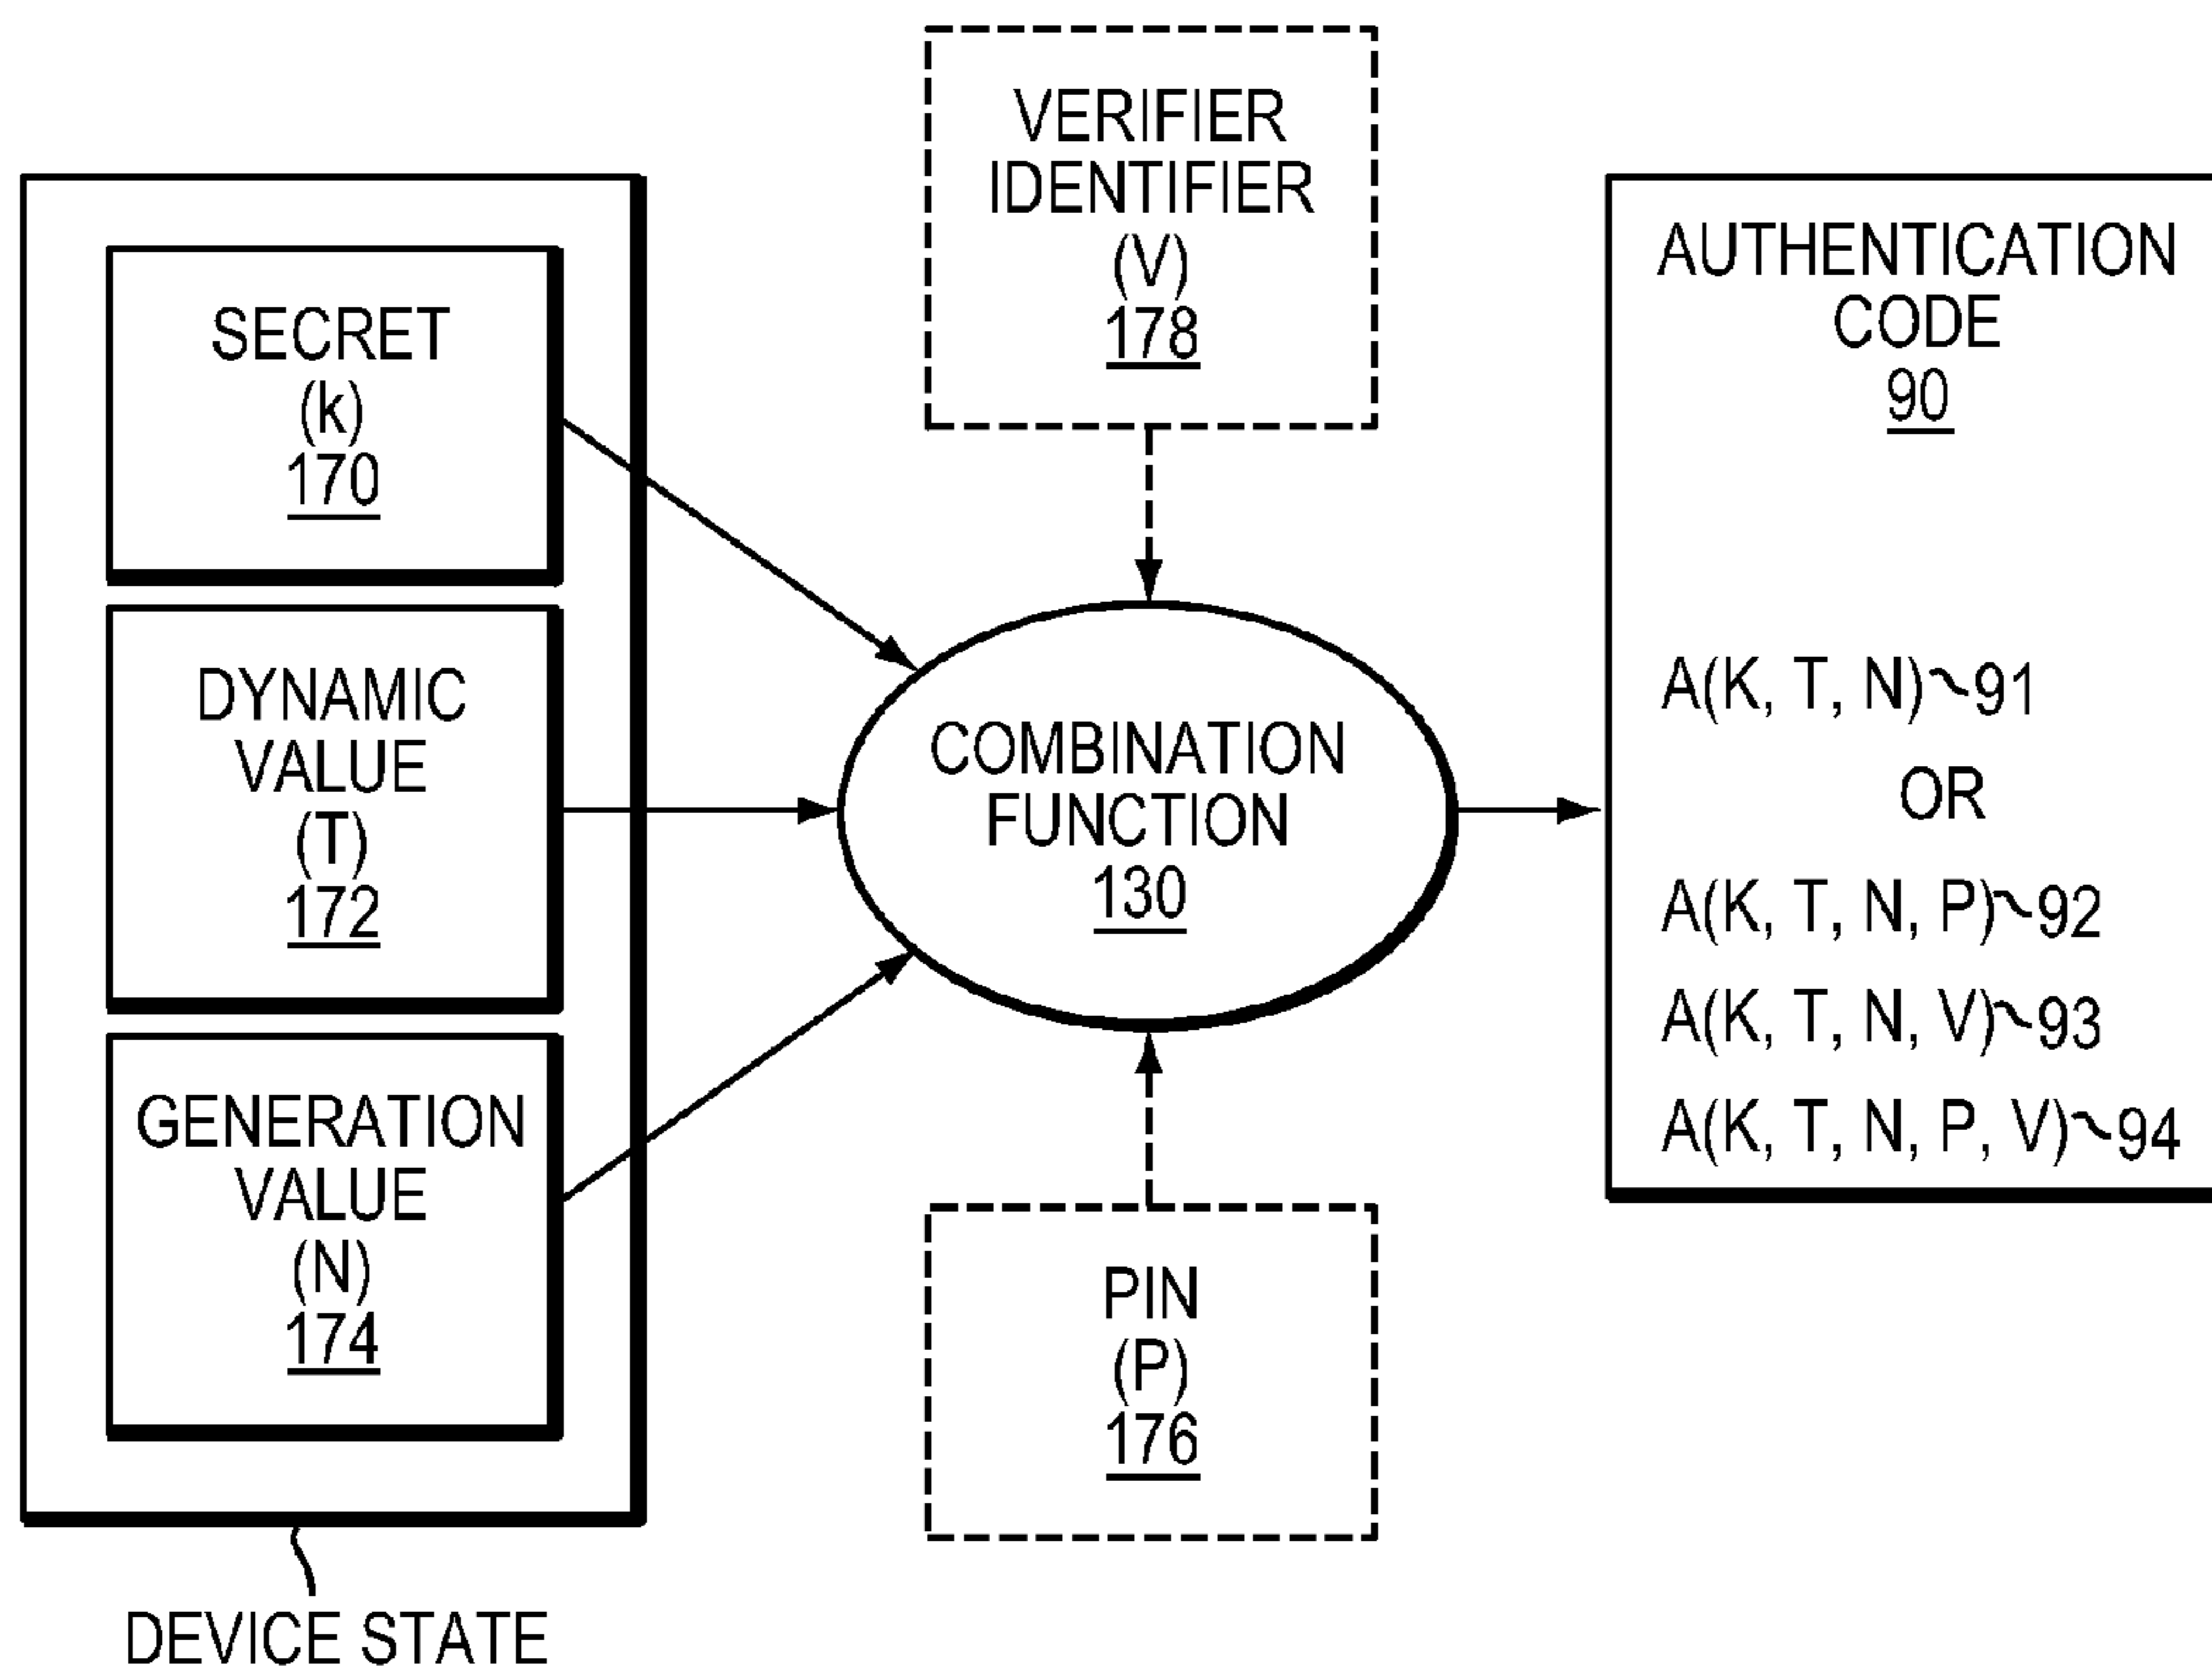 SECRET
(k)
170
DYNAMIC
VALUE
(T)
172
GENERATION
VALUE
(N)
174
DEVICE STATE
VERIFIER
IDENTIFIER
(V)
178
COMBINATION
FUNCTION
130
PIN
(P)
176
AUTHENTICATION
CODE
90
A(K, T, N)~91
OR
A(K, T, N, P)~92
A(K, T, N, V)~93
A(K, T, N, P, V)~94